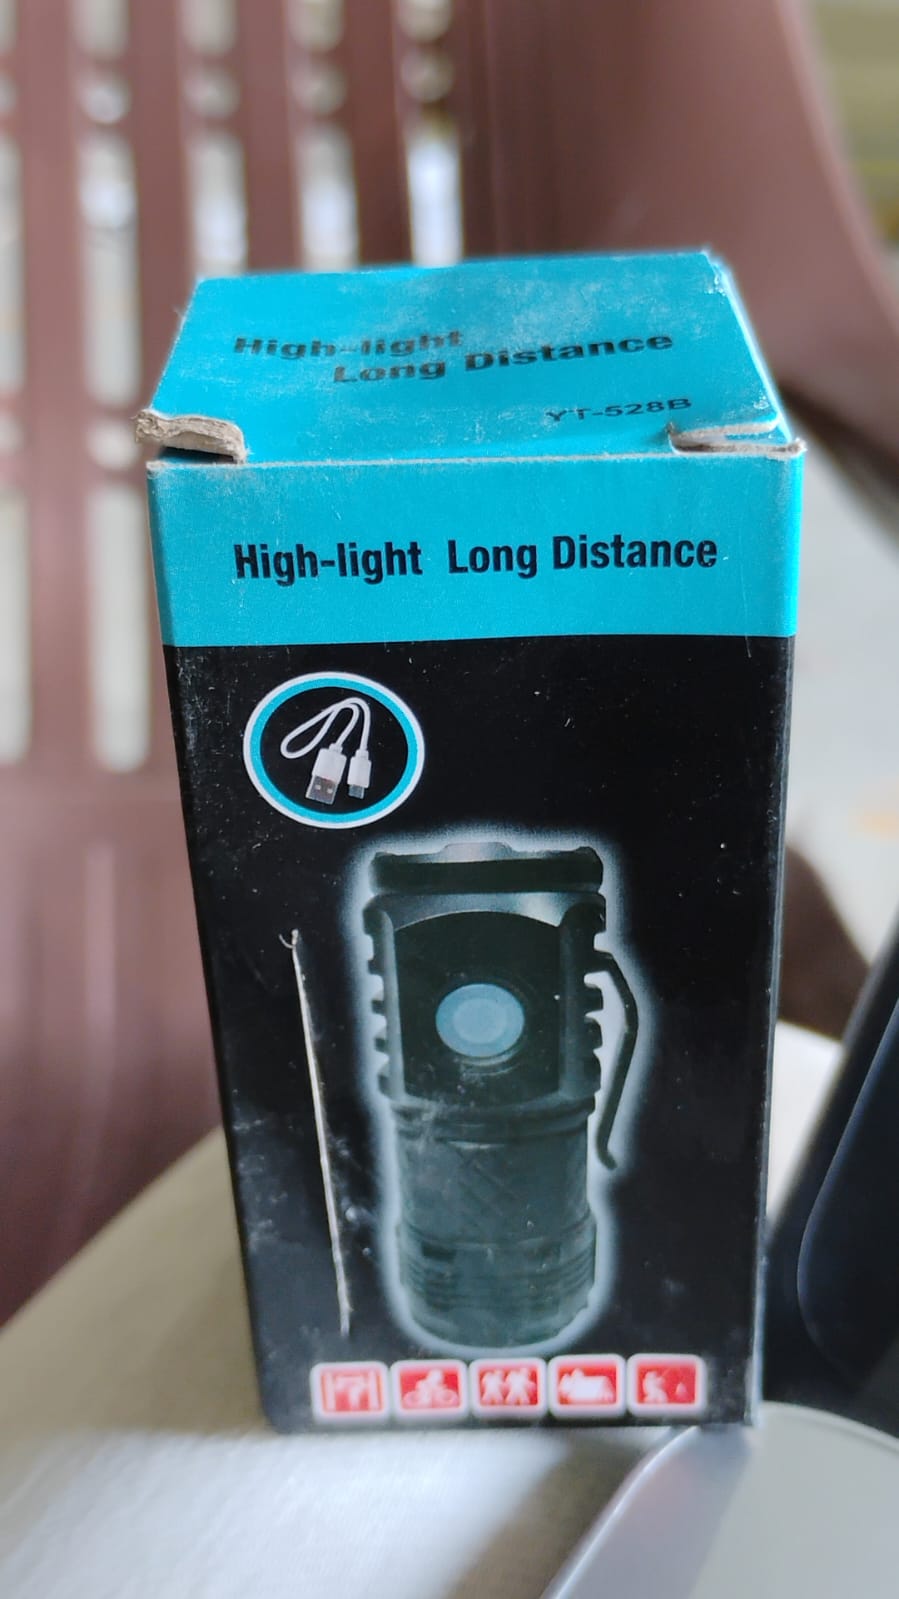 High-light
Long Distance
YT-528B
High-light Long Distance